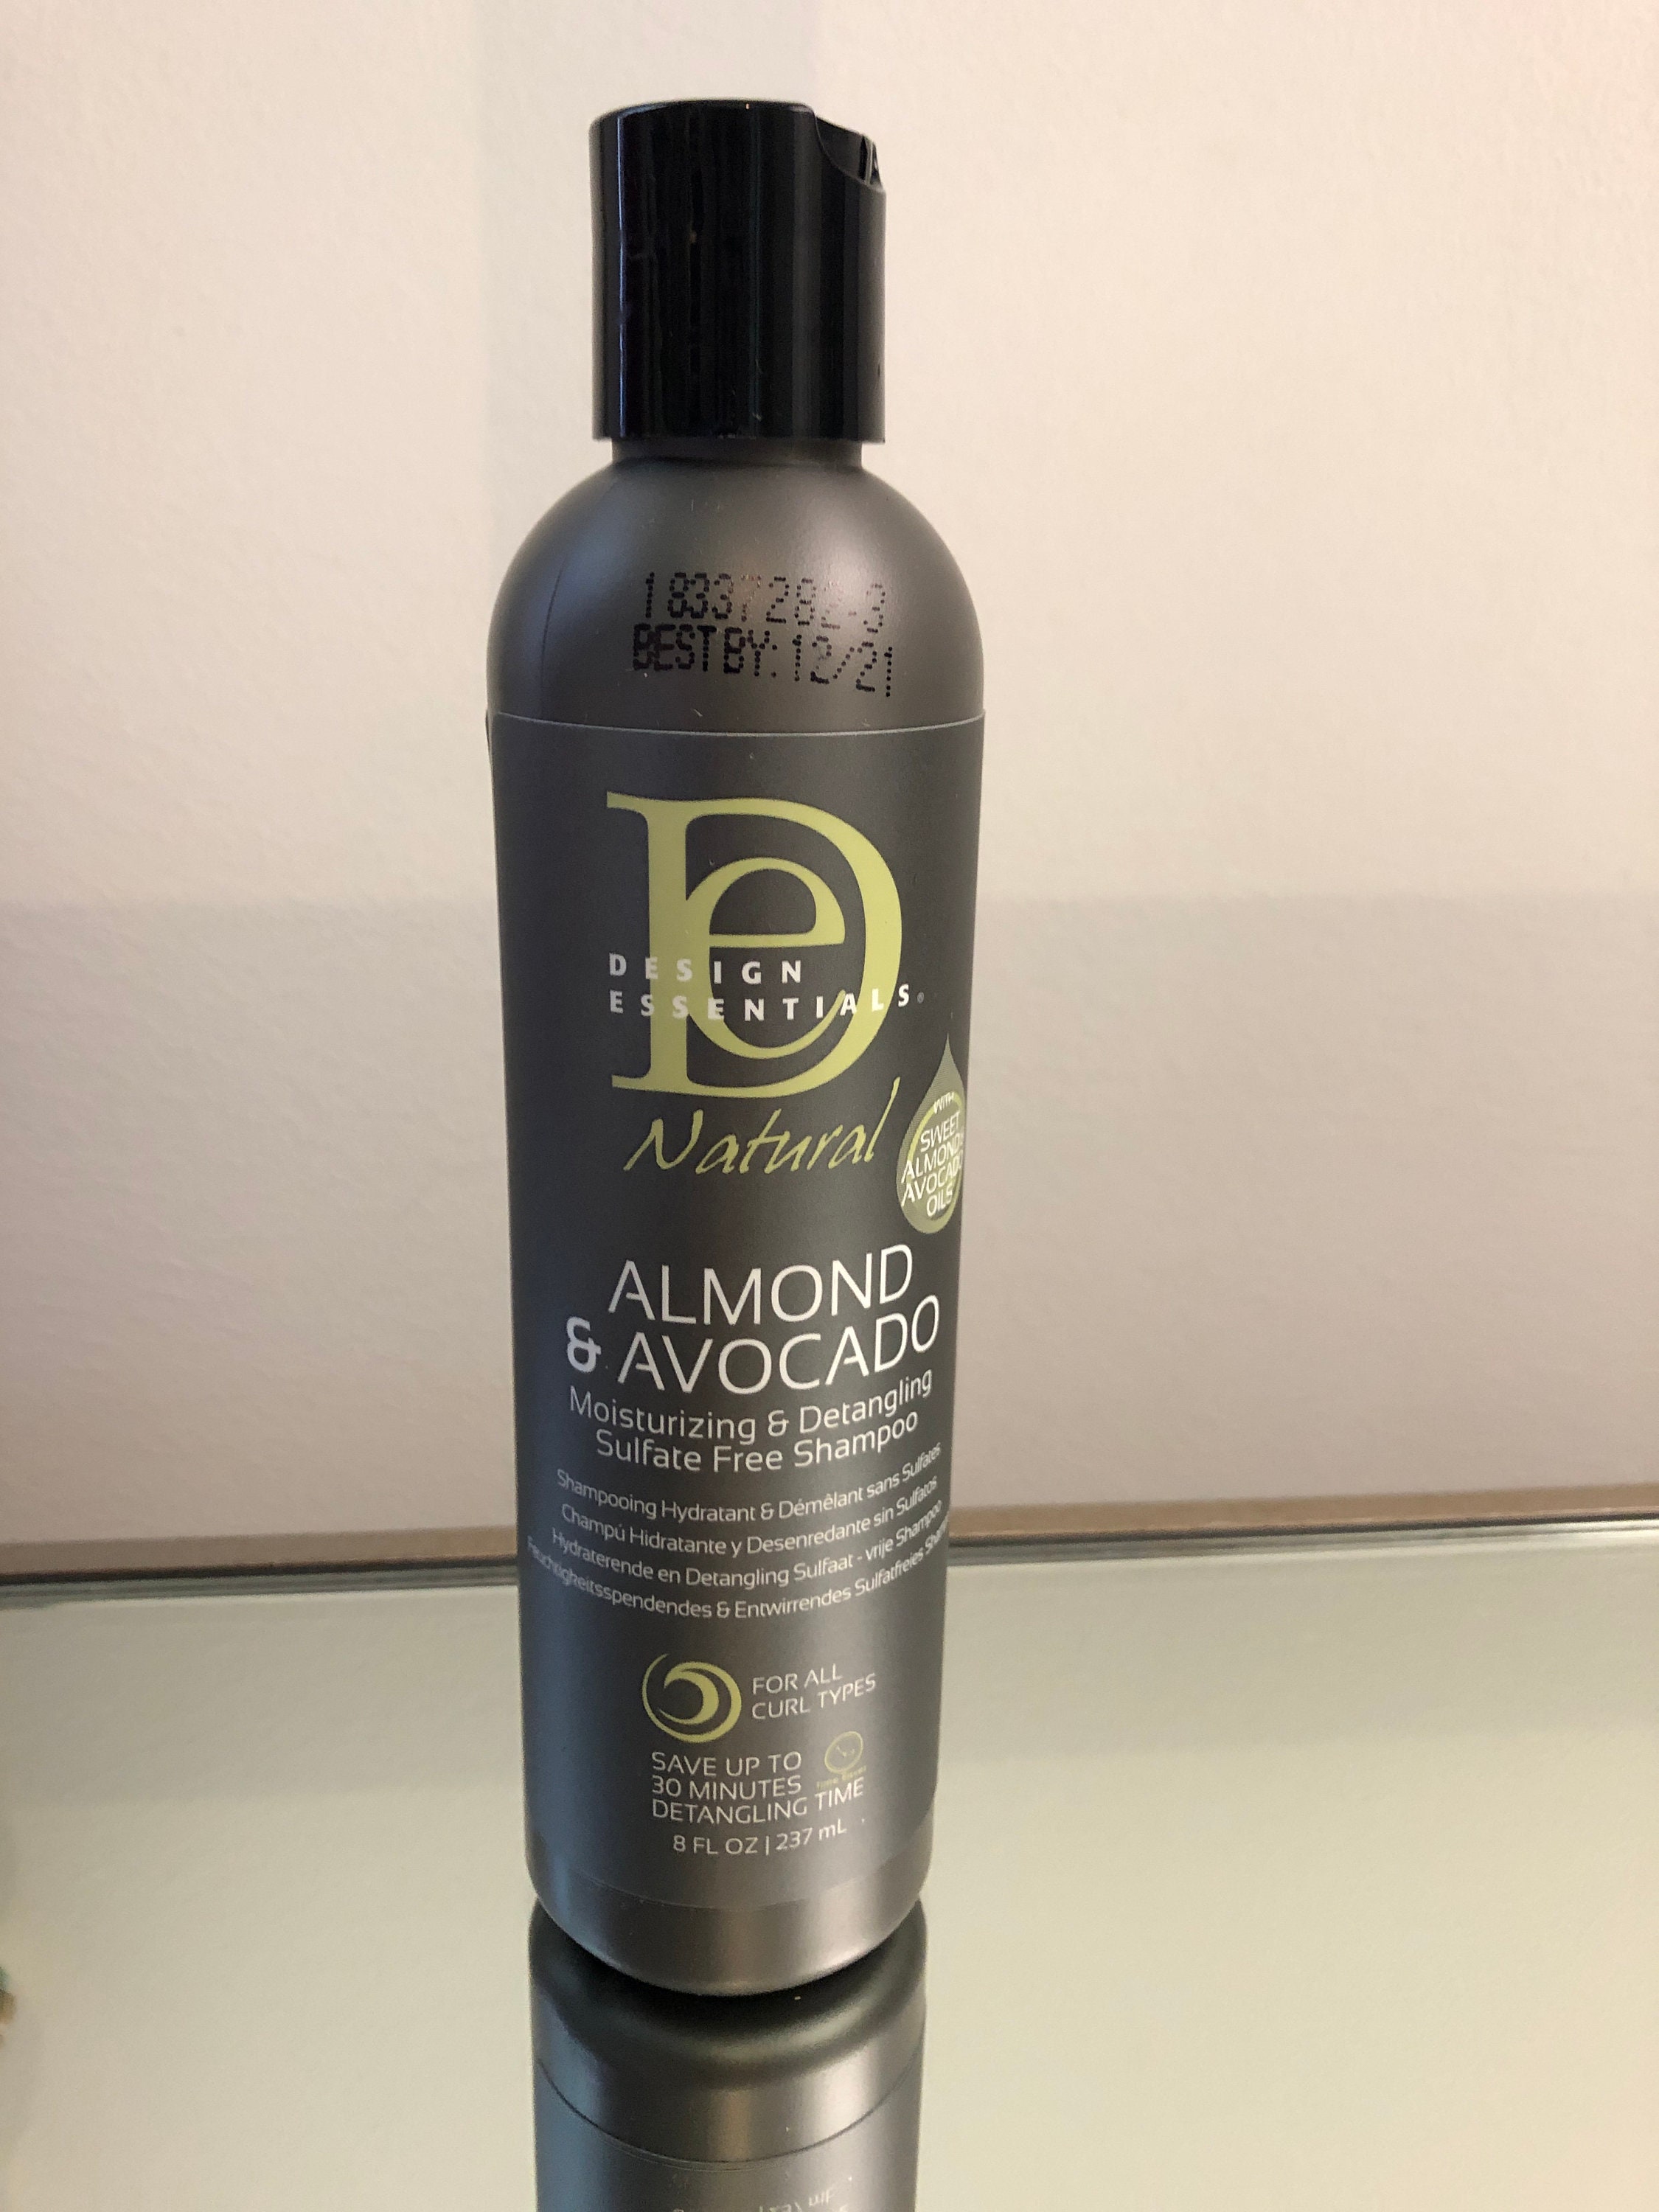 BEST BY: 12/21
DESIGN
ESSENTIALS®
Natural
WITH
SWEET
ALMOND &
AVOCADO
OILS
ALMOND
& AVOCADO
Moisturizing & Detangling
Sulfate Free Shampoo
Shampooing Hydratant & Démêlant sans Sulfates
Champú Hidratante y Desenredante sin Sulfatos
Hydraterende en Detangling Sulfaat - vrije Shampoo
Feuchtigkeitsspendendes & Entwirrendes Sulfatfreies
FOR ALL
CURL TYPES
SAVE UP TO
30 MINUTES
DETANGLING TIME
8 FL OZ | 237 mL